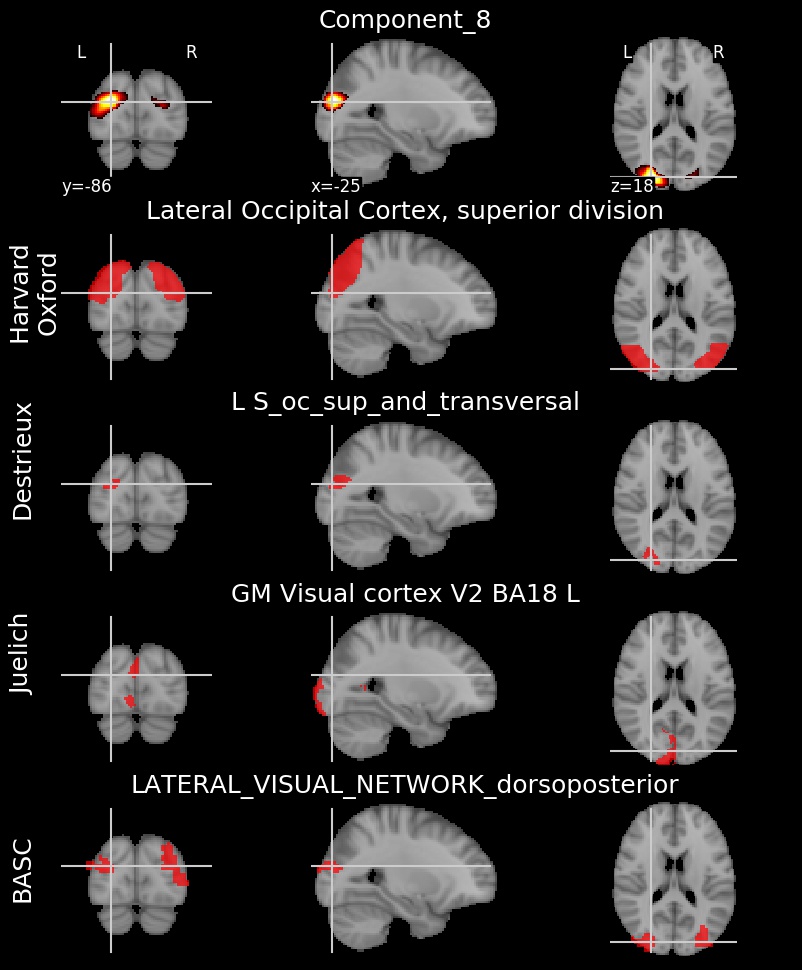 Component_8
L R L R
y=-86 x=-25 z=18
Lateral Occipital Cortex, superior division
Harvard
Oxford
L S_oc_sup_and_transversal
Destrieux
GM Visual cortex V2 BA18 L
Juelich
LATERAL_VISUAL_NETWORK_dorsoposterior
BASC